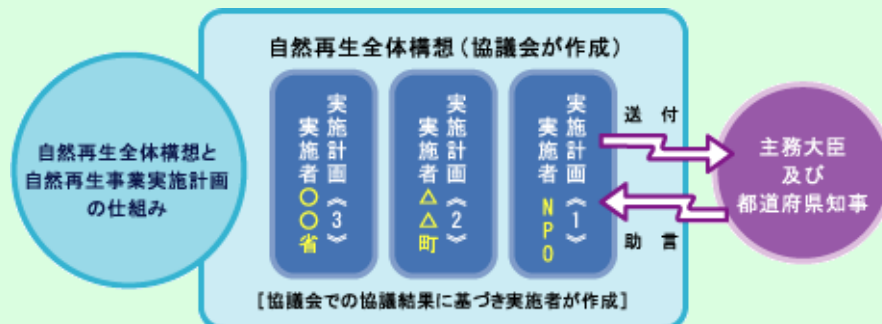 自然再生全体構想（協議会が作成）
自然再生全体構想と
自然再生事業実施計画
の仕組み
実施計画《1》
実施者 NPO
実施計画《2》
実施者 △△町
実施計画《3》
実施者 〇〇省
送付
助言
主務大臣
及び
都道府県知事
［協議会での協議結果に基づき実施者が作成］